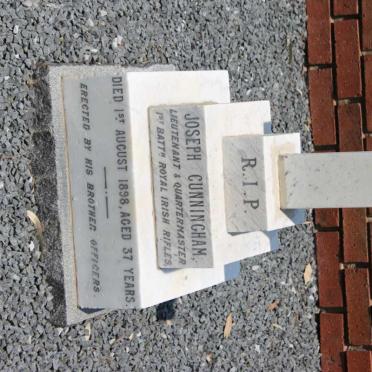 R.I.P
JOSEPH CUNNINGHAM,
LIEUTENANT & QUARTERMASTER
1ST BATTN ROYAL IRISH RIFLES
DIED 1ST AUGUST 1898, AGED 37 YEARS.
ERECTED BY HIS BROTHER OFFICERS